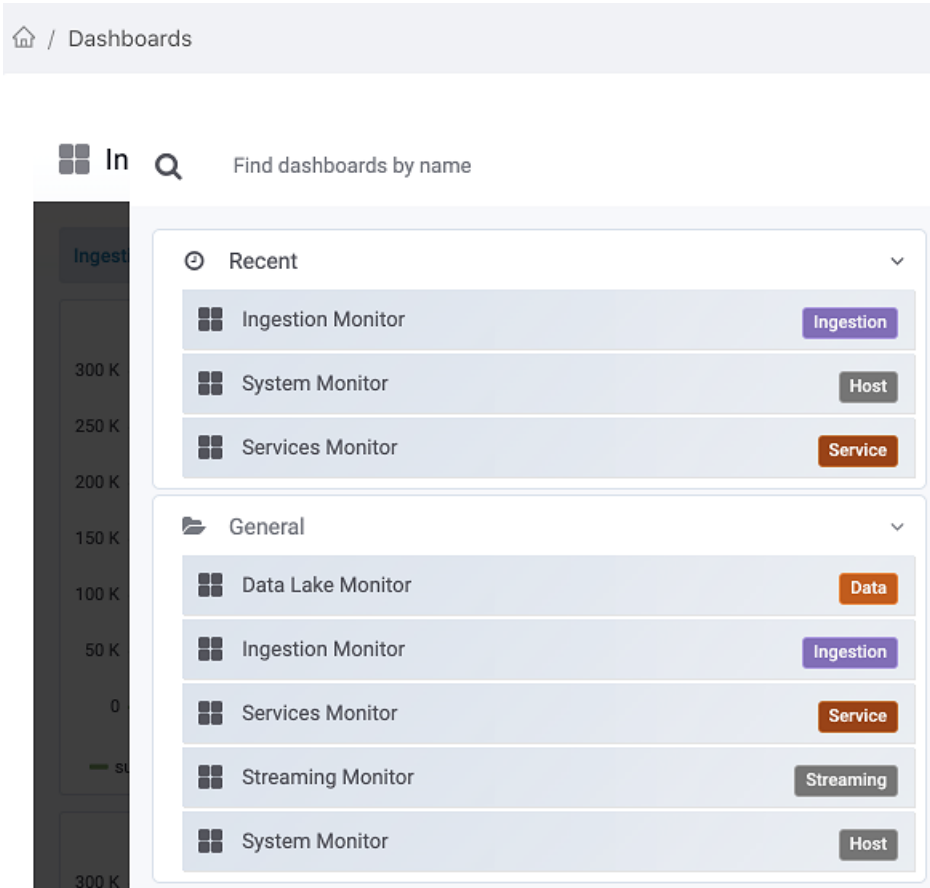 / Dashboards
In
Find dashboards by name
Ingesti
Recent
Ingestion Monitor Ingestion
System Monitor Host
Services Monitor Service
General
Data Lake Monitor Data
Ingestion Monitor Ingestion
Services Monitor Service
Streaming Monitor Streaming
System Monitor Host
300 K
250 K
200 K
150 K
100 K
50 K
0
su
300 K